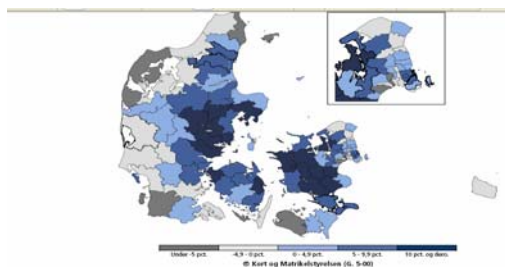 Under -5 pct.
-4,9 - 0 pct.
0 - 4,9 pct.
5 - 9,9 pct.
10 pct. og derov.
© Kort og Matrikelstyrelsen (G. 5-00)